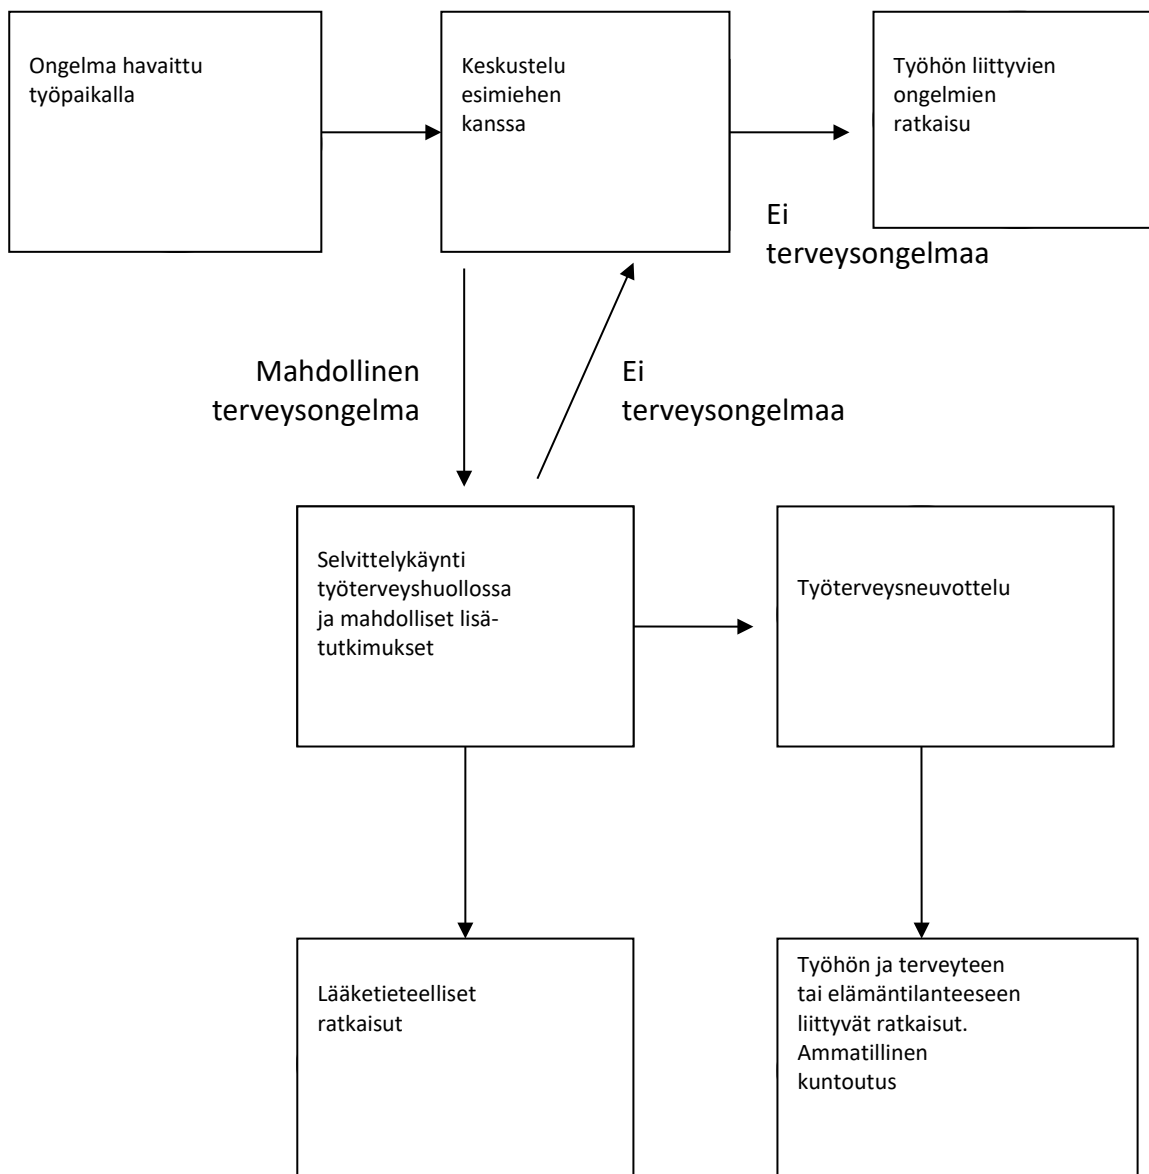 Ongelma havaittu
työpaikalla
Keskustelu
esimiehen
kanssa
Työhön liittyvien
ongelmien
ratkaisu
Ei
terveysongelmaa
Mahdollinen
terveysongelma
Ei
terveysongelmaa
Selvittelykäynti
työterveyshuollossa
ja mahdolliset lisä-
tutkimukset
Työterveysneuvottelu
Lääketieteelliset
ratkaisut
Työhön ja terveyteen
tai elämäntilanteeseen
liittyvät ratkaisut.
Ammatillinen
kuntoutus